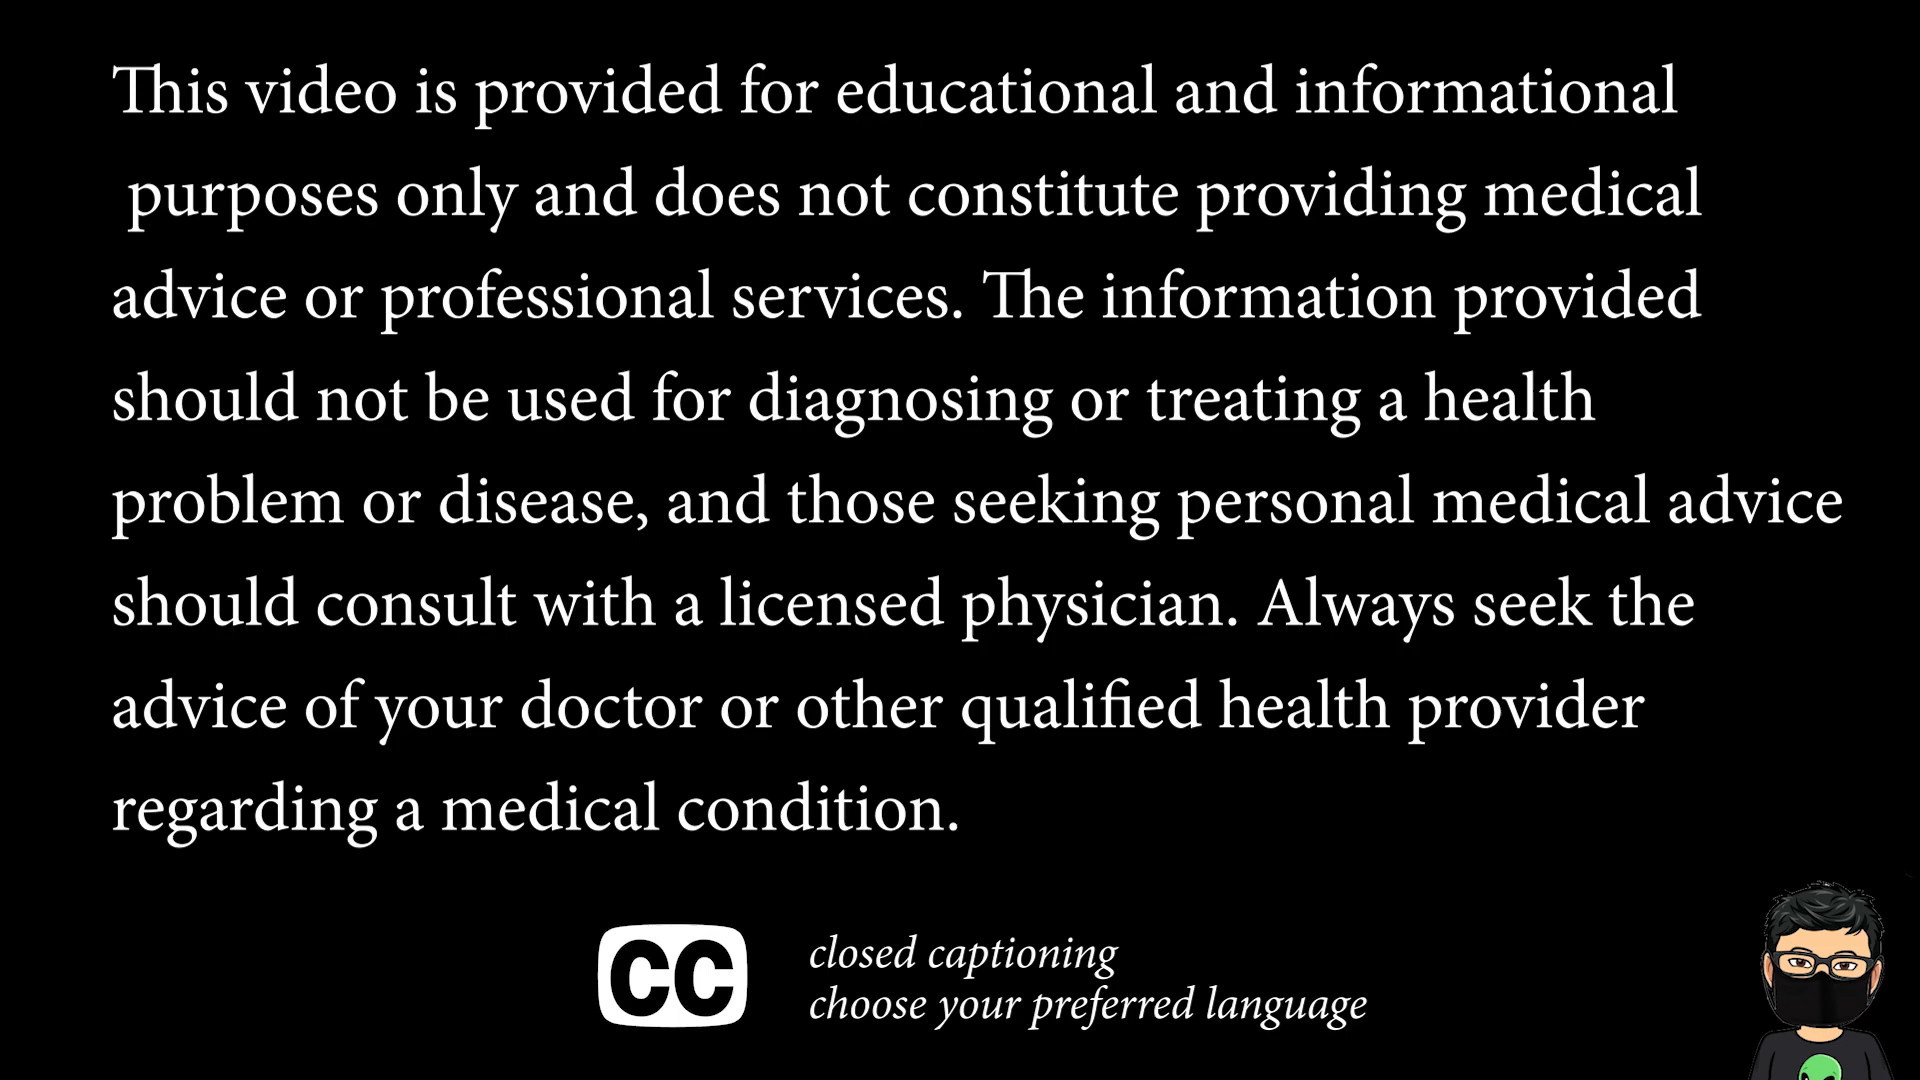 This video is provided for educational and informational
purposes only and does not constitute providing medical
advice or professional services. The information provided
should not be used for diagnosing or treating a health
problem or disease, and those seeking personal medical advice
should consult with a licensed physician. Always seek the
advice of your doctor or other qualified health provider
regarding a medical condition.
CC
closed captioning
choose your preferred language